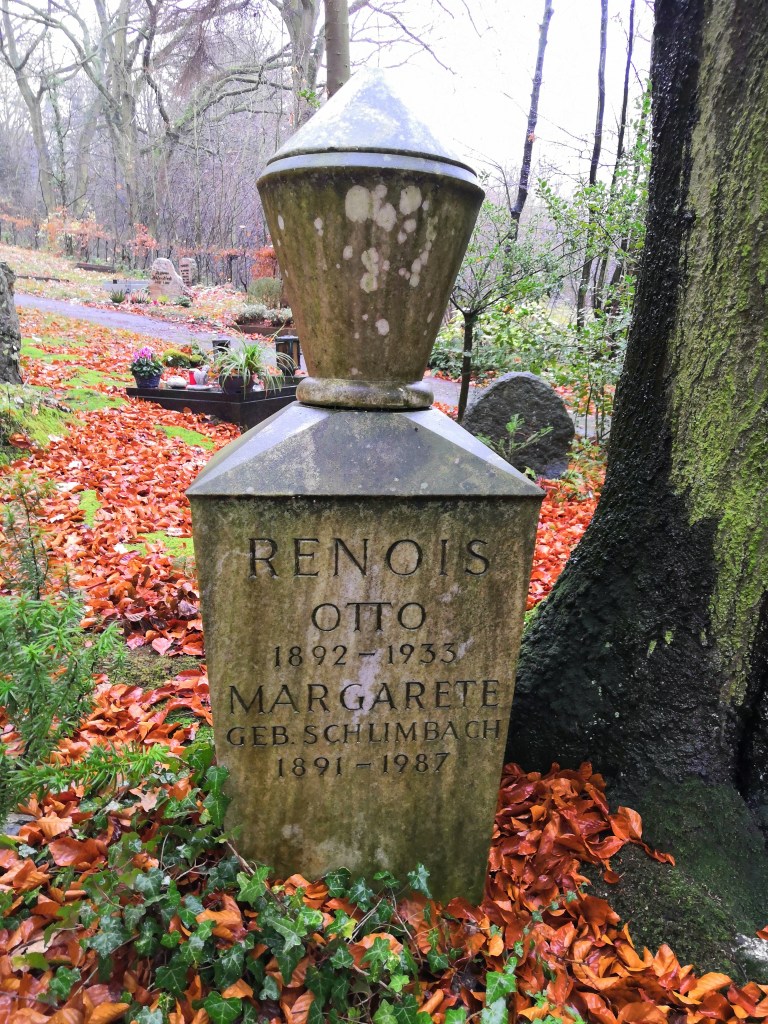 RENOIS
OTTO
1892 – 1933
MARGARETE
GEB. SCHLIMBACH
1891 – 1987